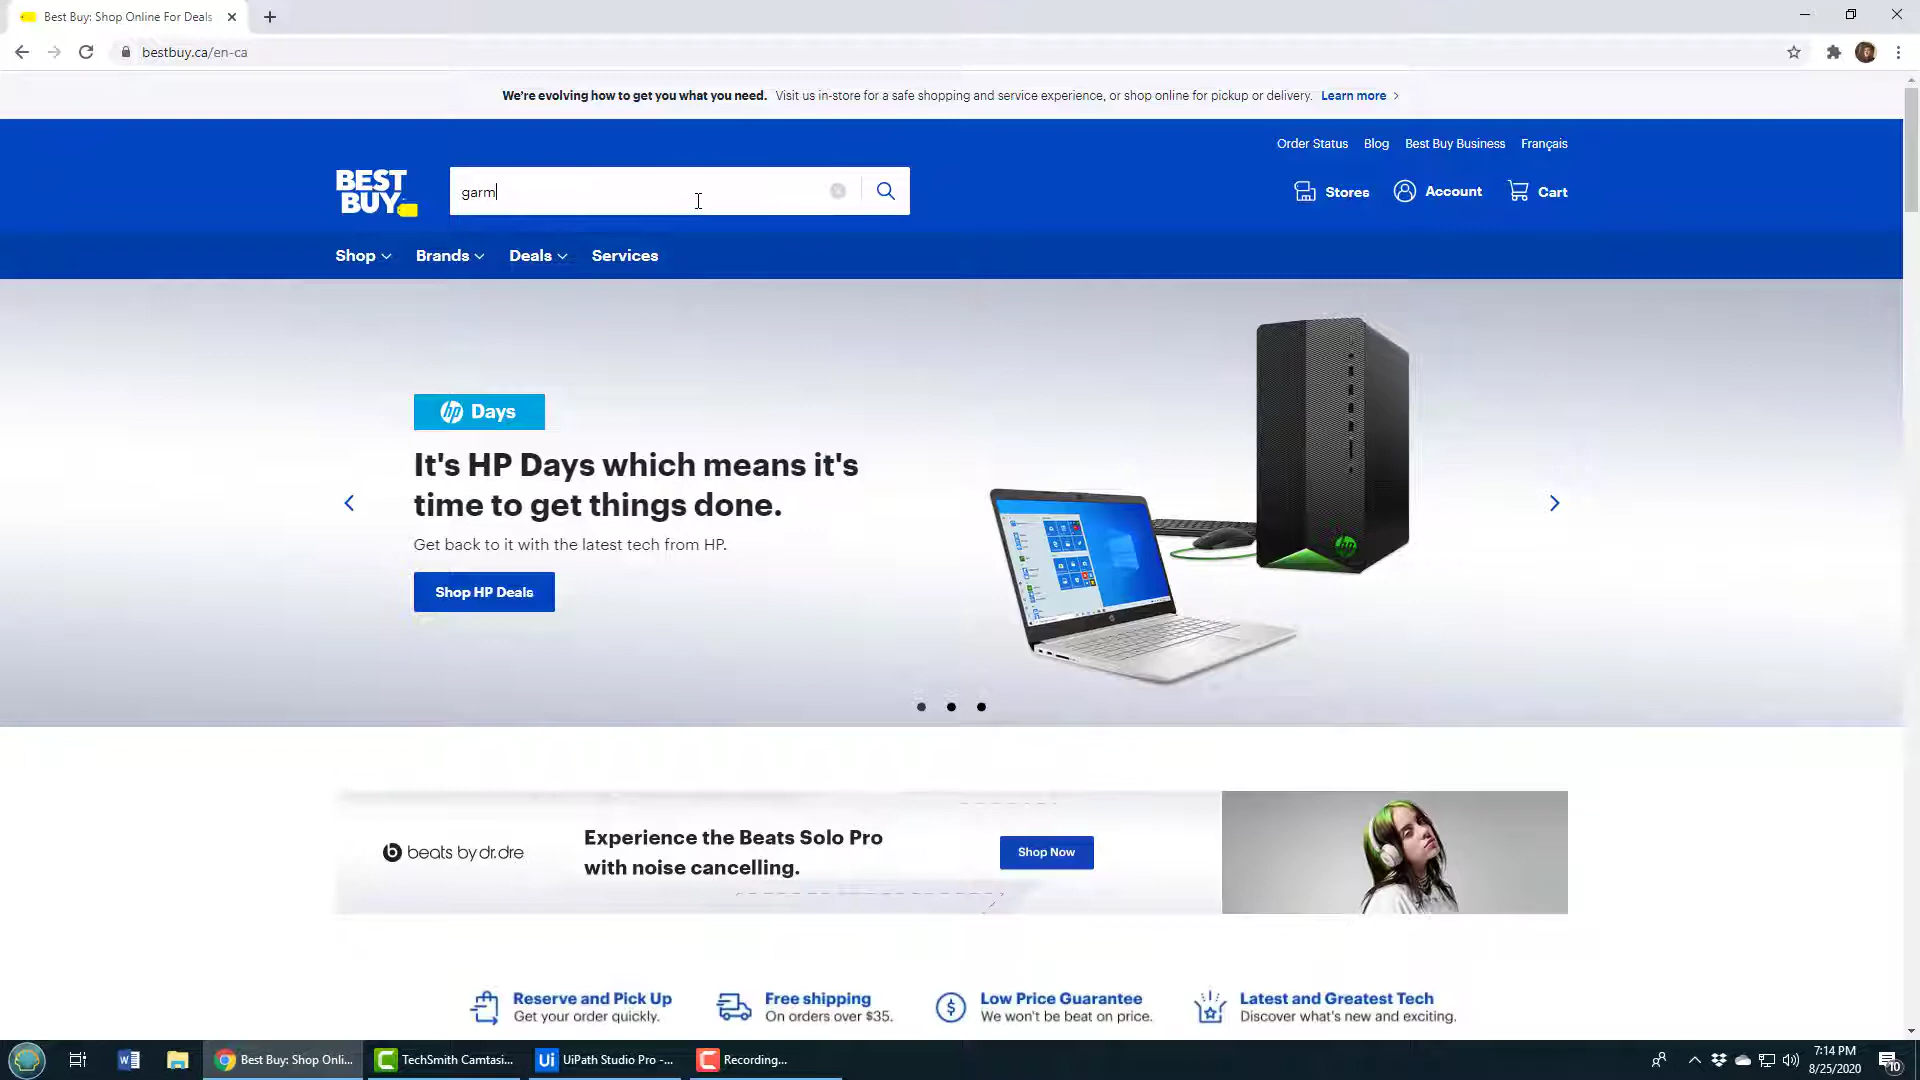 Best Buy: Shop Online For Deals
bestbuy.ca/en-ca
We're evolving how to get you what you need. Visit us in-store for a safe shopping and service experience, or shop online for pickup or delivery. Learn more
Order Status Blog Best Buy Business Français
BEST
BUY
garm
Stores Account Cart
Shop Brands Deals Services
hp Days
It's HP Days which means it's
time to get things done.
Get back to it with the latest tech from HP.
Shop HP Deals
beats by dr. dre
Experience the Beats Solo Pro
with noise cancelling.
Shop Now
Reserve and Pick Up
Get your order quickly.
Free shipping
On orders over $35.
Low Price Guarantee
We won't be beat on price.
Latest and Greatest Tech
Discover what's new and exciting.
Best Buy: Shop Onli...
TechSmith Camtasi...
Ui UiPath Studio Pro -...
Recording...
7:14 PM
8/25/2020
10